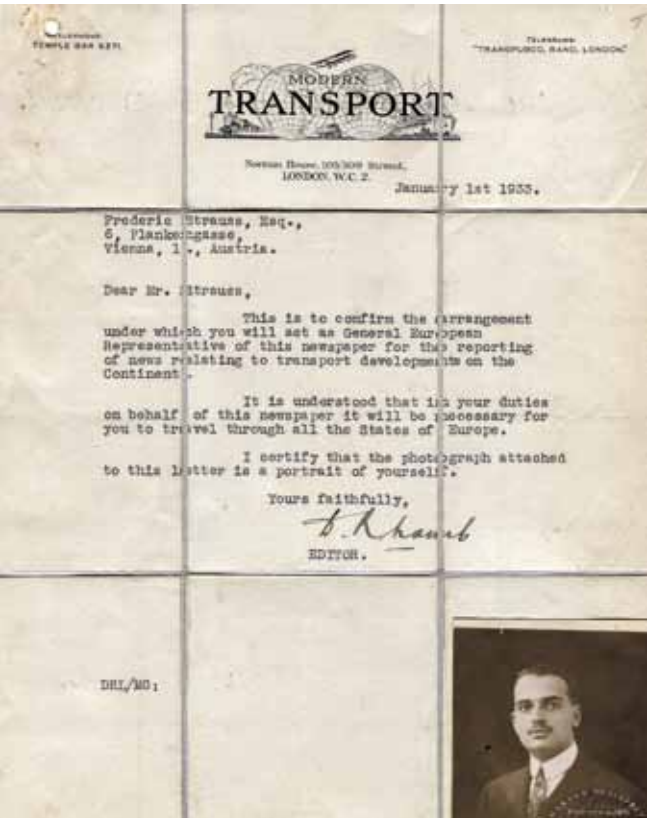 TELEPHONE:
TEMPLE BAR 6271.
TELEGRAMS:
"TRANSPUBCO, RAND, LONDON."
MODERN
TRANSPORT
Norman House, Strand,
LONDON, W.C. 2.
January 1st 1933.
Frederic Strauss, Esq.,
6, Plankengasse,
Vienna, 1., Austria.
Dear Mr. Strauss,
This is to confirm the arrangement
under which you will act as General European
Representative of this newspaper for the reporting
of news relating to transport developments on the
Continent.
It is understood that in your duties
on behalf of this newspaper it will be necessary for
you to travel through all the States of Europe.
I certify that the photograph attached
to this letter is a portrait of yourself.
Yours faithfully,
EDITOR.
DRL/MG: